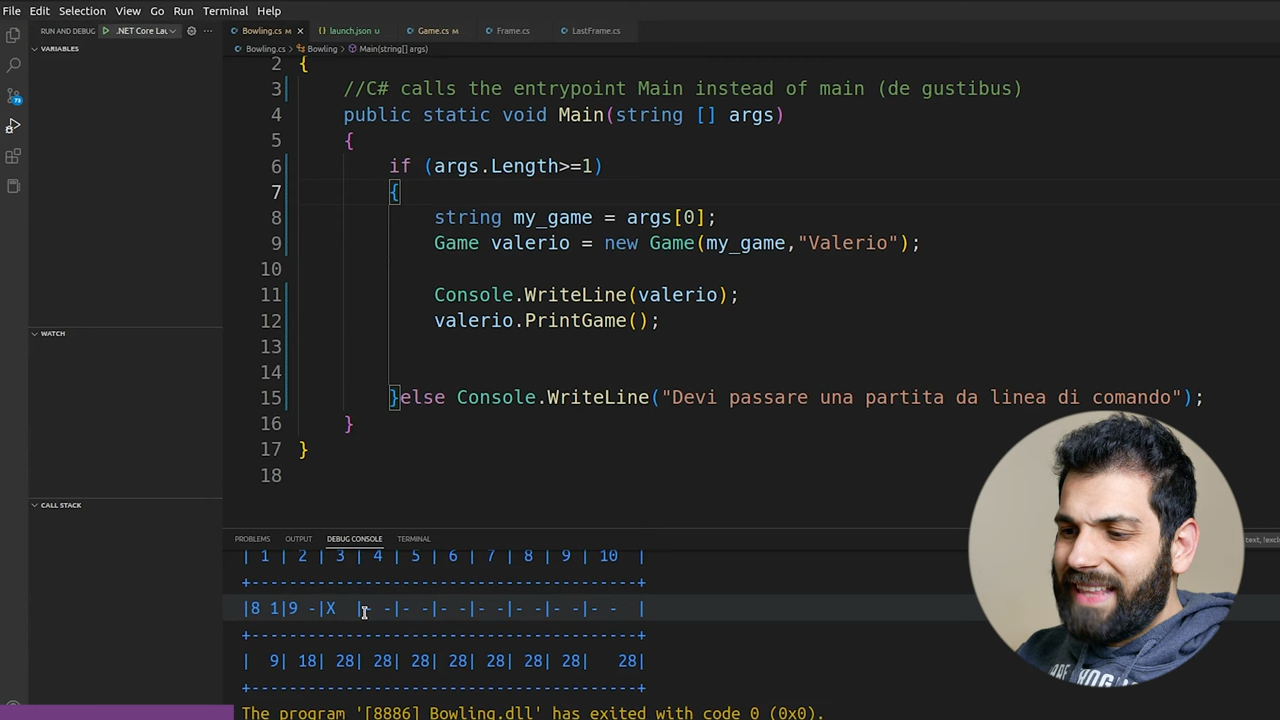 File Edit Selection View Go Run Terminal Help
RUN AND DEBUG .NET Core Lau ... Bowling.cs M × launch.json U Game.cs M Frame.cs LastFrame.cs
VARIABLES
Bowling.cs > Bowling > Main(string[] args)
2 {
3 //C# calls the entrypoint Main instead of main (de gustibus)
4 public static void Main(string [] args)
5 {
6 if (args.Length>=1)
7 {
8 string my_game = args[0];
9 Game valerio = new Game(my_game,"Valerio");
10
11 Console.WriteLine(valerio);
12 valerio.PrintGame();
13
14
15 }else Console.WriteLine("Devi passare una partita da linea di comando");
16 }
17 }
18
WATCH
CALL STACK
PROBLEMS OUTPUT DEBUG CONSOLE TERMINAL
| 1 | 2 | 3 | 4 | 5 | 6 | 7 | 8 | 9 | 10 |
+-----------------------------------------+
|8 1|9 -|X |- -|- -|- -|- -|- -|- -|- - |
+-----------------------------------------+
| 9| 18| 28| 28| 28| 28| 28| 28| 28| 28|
+-----------------------------------------+
The program '[8886] Bowling.dll' has exited with code 0 (0x0).